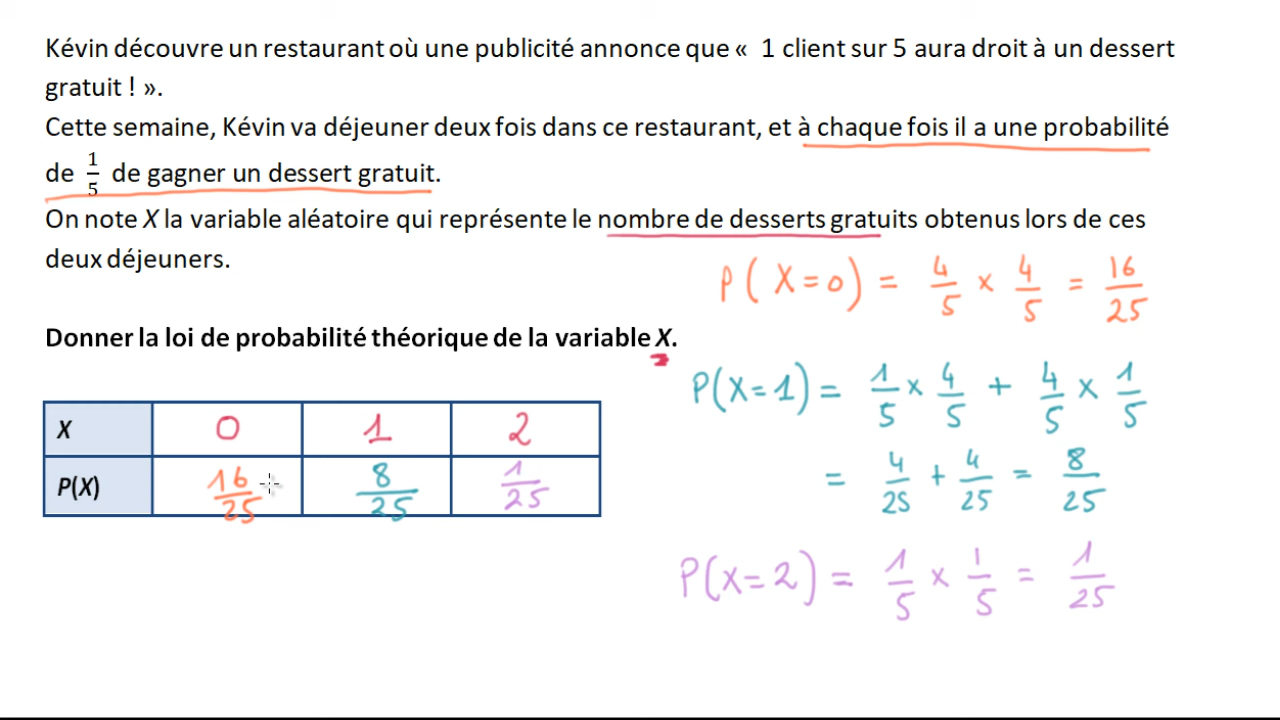 Kévin découvre un restaurant où une publicité annonce que «  1 client sur 5 aura droit à un dessert
gratuit ! ».
Cette semaine, Kévin va déjeuner deux fois dans ce restaurant, et à chaque fois il a une probabilité
de 1/5 de gagner un dessert gratuit.
On note X la variable aléatoire qui représente le nombre de desserts gratuits obtenus lors de ces
deux déjeuners.
P(X=0) = 4/5 × 4/5 = 16/25
Donner la loi de probabilité théorique de la variable X.
P(X=1) = 1/5 × 4/5 + 4/5 × 1/5
= 4/25 + 4/25 = 8/25
X 0 1 2
P(X) 16/25 8/25 1/25
P(X=2) = 1/5 × 1/5 = 1/25